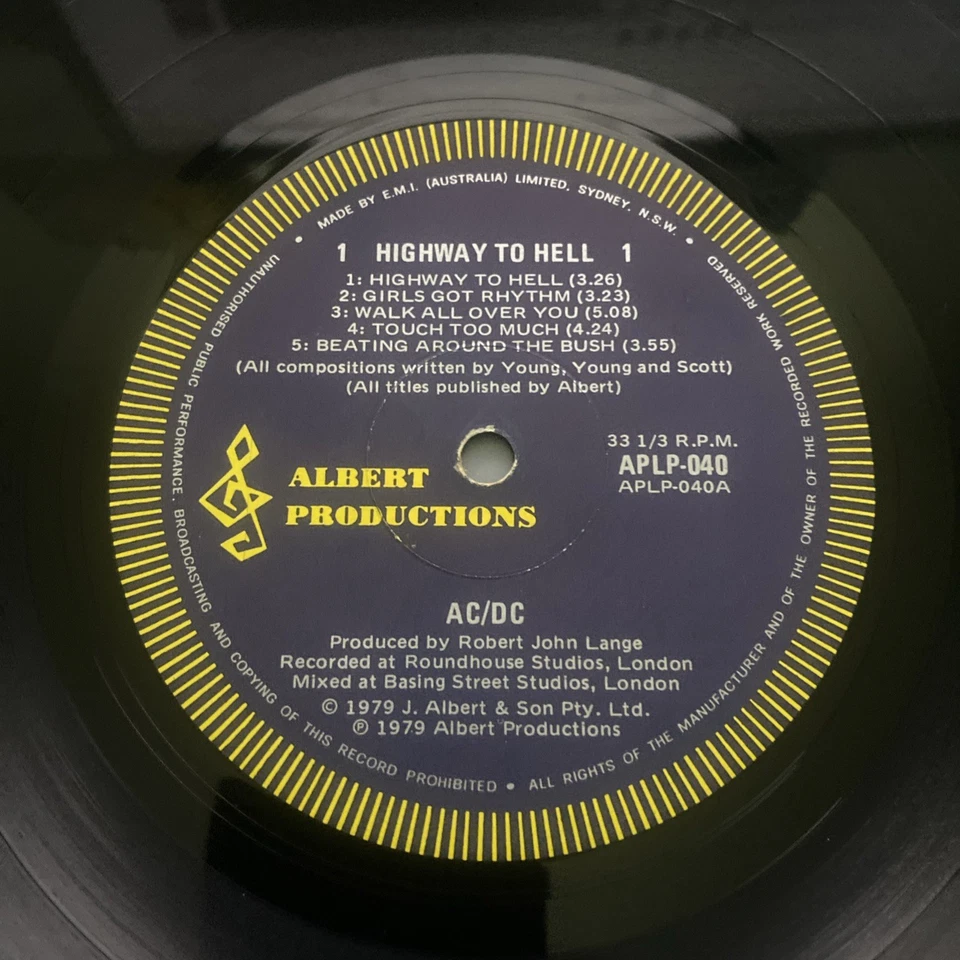 MADE BY E.M.I. (AUSTRALIA) LIMITED. SYDNEY. N.S.W.
1 HIGHWAY TO HELL 1
1: HIGHWAY TO HELL (3.26)
2: GIRLS GOT RHYTHM (3.23)
3: WALK ALL OVER YOU (5.08)
4: TOUCH TOO MUCH (4.24)
5: BEATING AROUND THE BUSH (3.55)
(All compositions written by Young, Young and Scott)
(All titles published by Albert)
33 1/3 R.P.M.
APLP-040
APLP-040A
ALBERT
PRODUCTIONS
AC/DC
Produced by Robert John Lange
Recorded at Roundhouse Studios, London
Mixed at Basing Street Studios, London
© 1979 J. Albert & Son Pty. Ltd.
℗ 1979 Albert Productions
• UNAUTHORISED PUBLIC PERFORMANCE. BROADCASTING AND COPYING OF THIS RECORD PROHIBITED • ALL RIGHTS OF THE MANUFACTURER AND OF THE OWNER OF THE RECORDED WORK RESERVED •